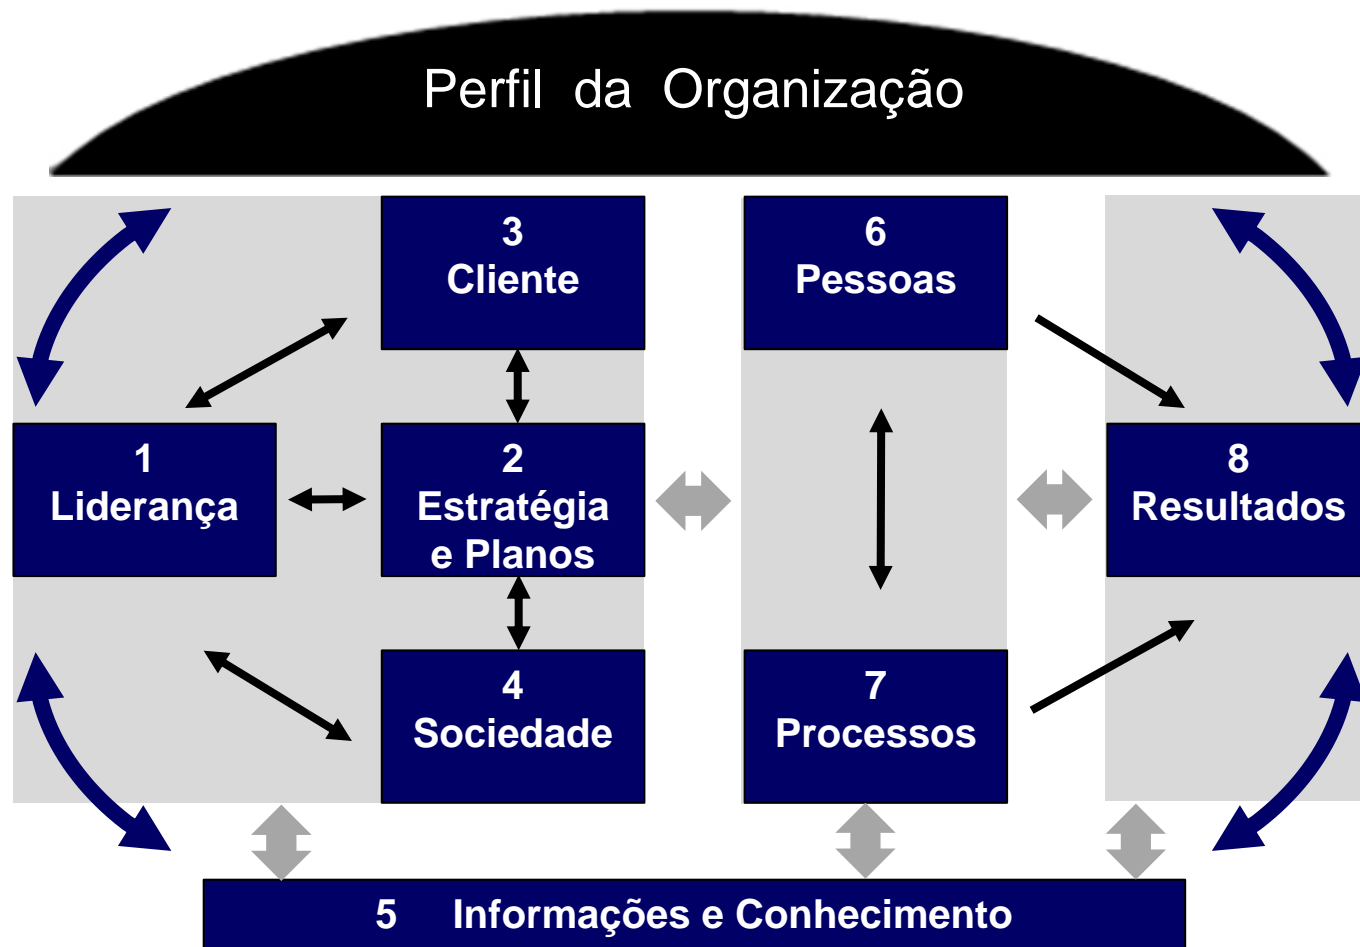 Perfil da Organização
3
Cliente
6
Pessoas
1
Liderança
2
Estratégia
e Planos
8
Resultados
4
Sociedade
7
Processos
5 Informações e Conhecimento